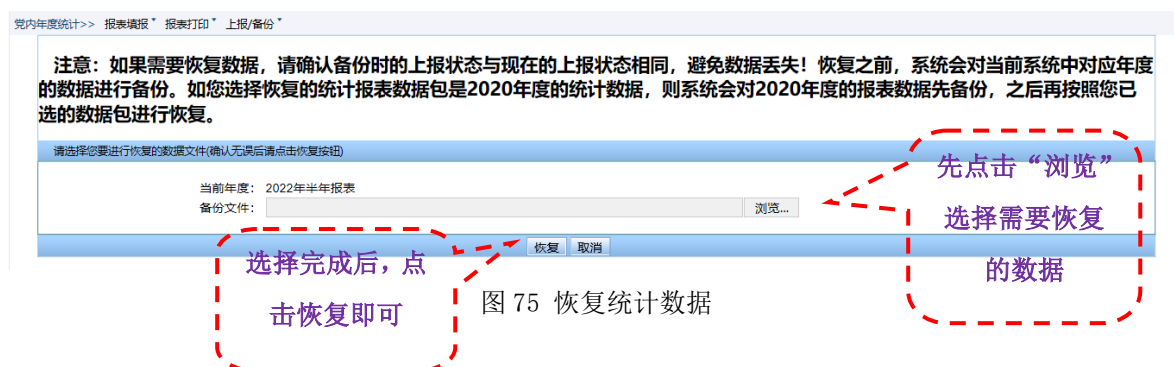 党内年度统计>> 报表填报 报表打印 上报/备份
注意：如果需要恢复数据，请确认备份时的上报状态与现在的上报状态相同，避免数据丢失！恢复之前，系统会对当前系统中对应年度
的数据进行备份。如您选择恢复的统计报表数据包是2020年度的统计数据，则系统会对2020年度的报表数据先备份，之后再按照您已
选的数据包进行恢复。
请选择您要进行恢复的数据文件(确认无误后请点击恢复按钮)
当前年度： 2022年半年报表
备份文件： 浏览...
恢复 取消
先点击“浏览”
选择需要恢复
的数据
选择完成后，点
击恢复即可
图 75 恢复统计数据